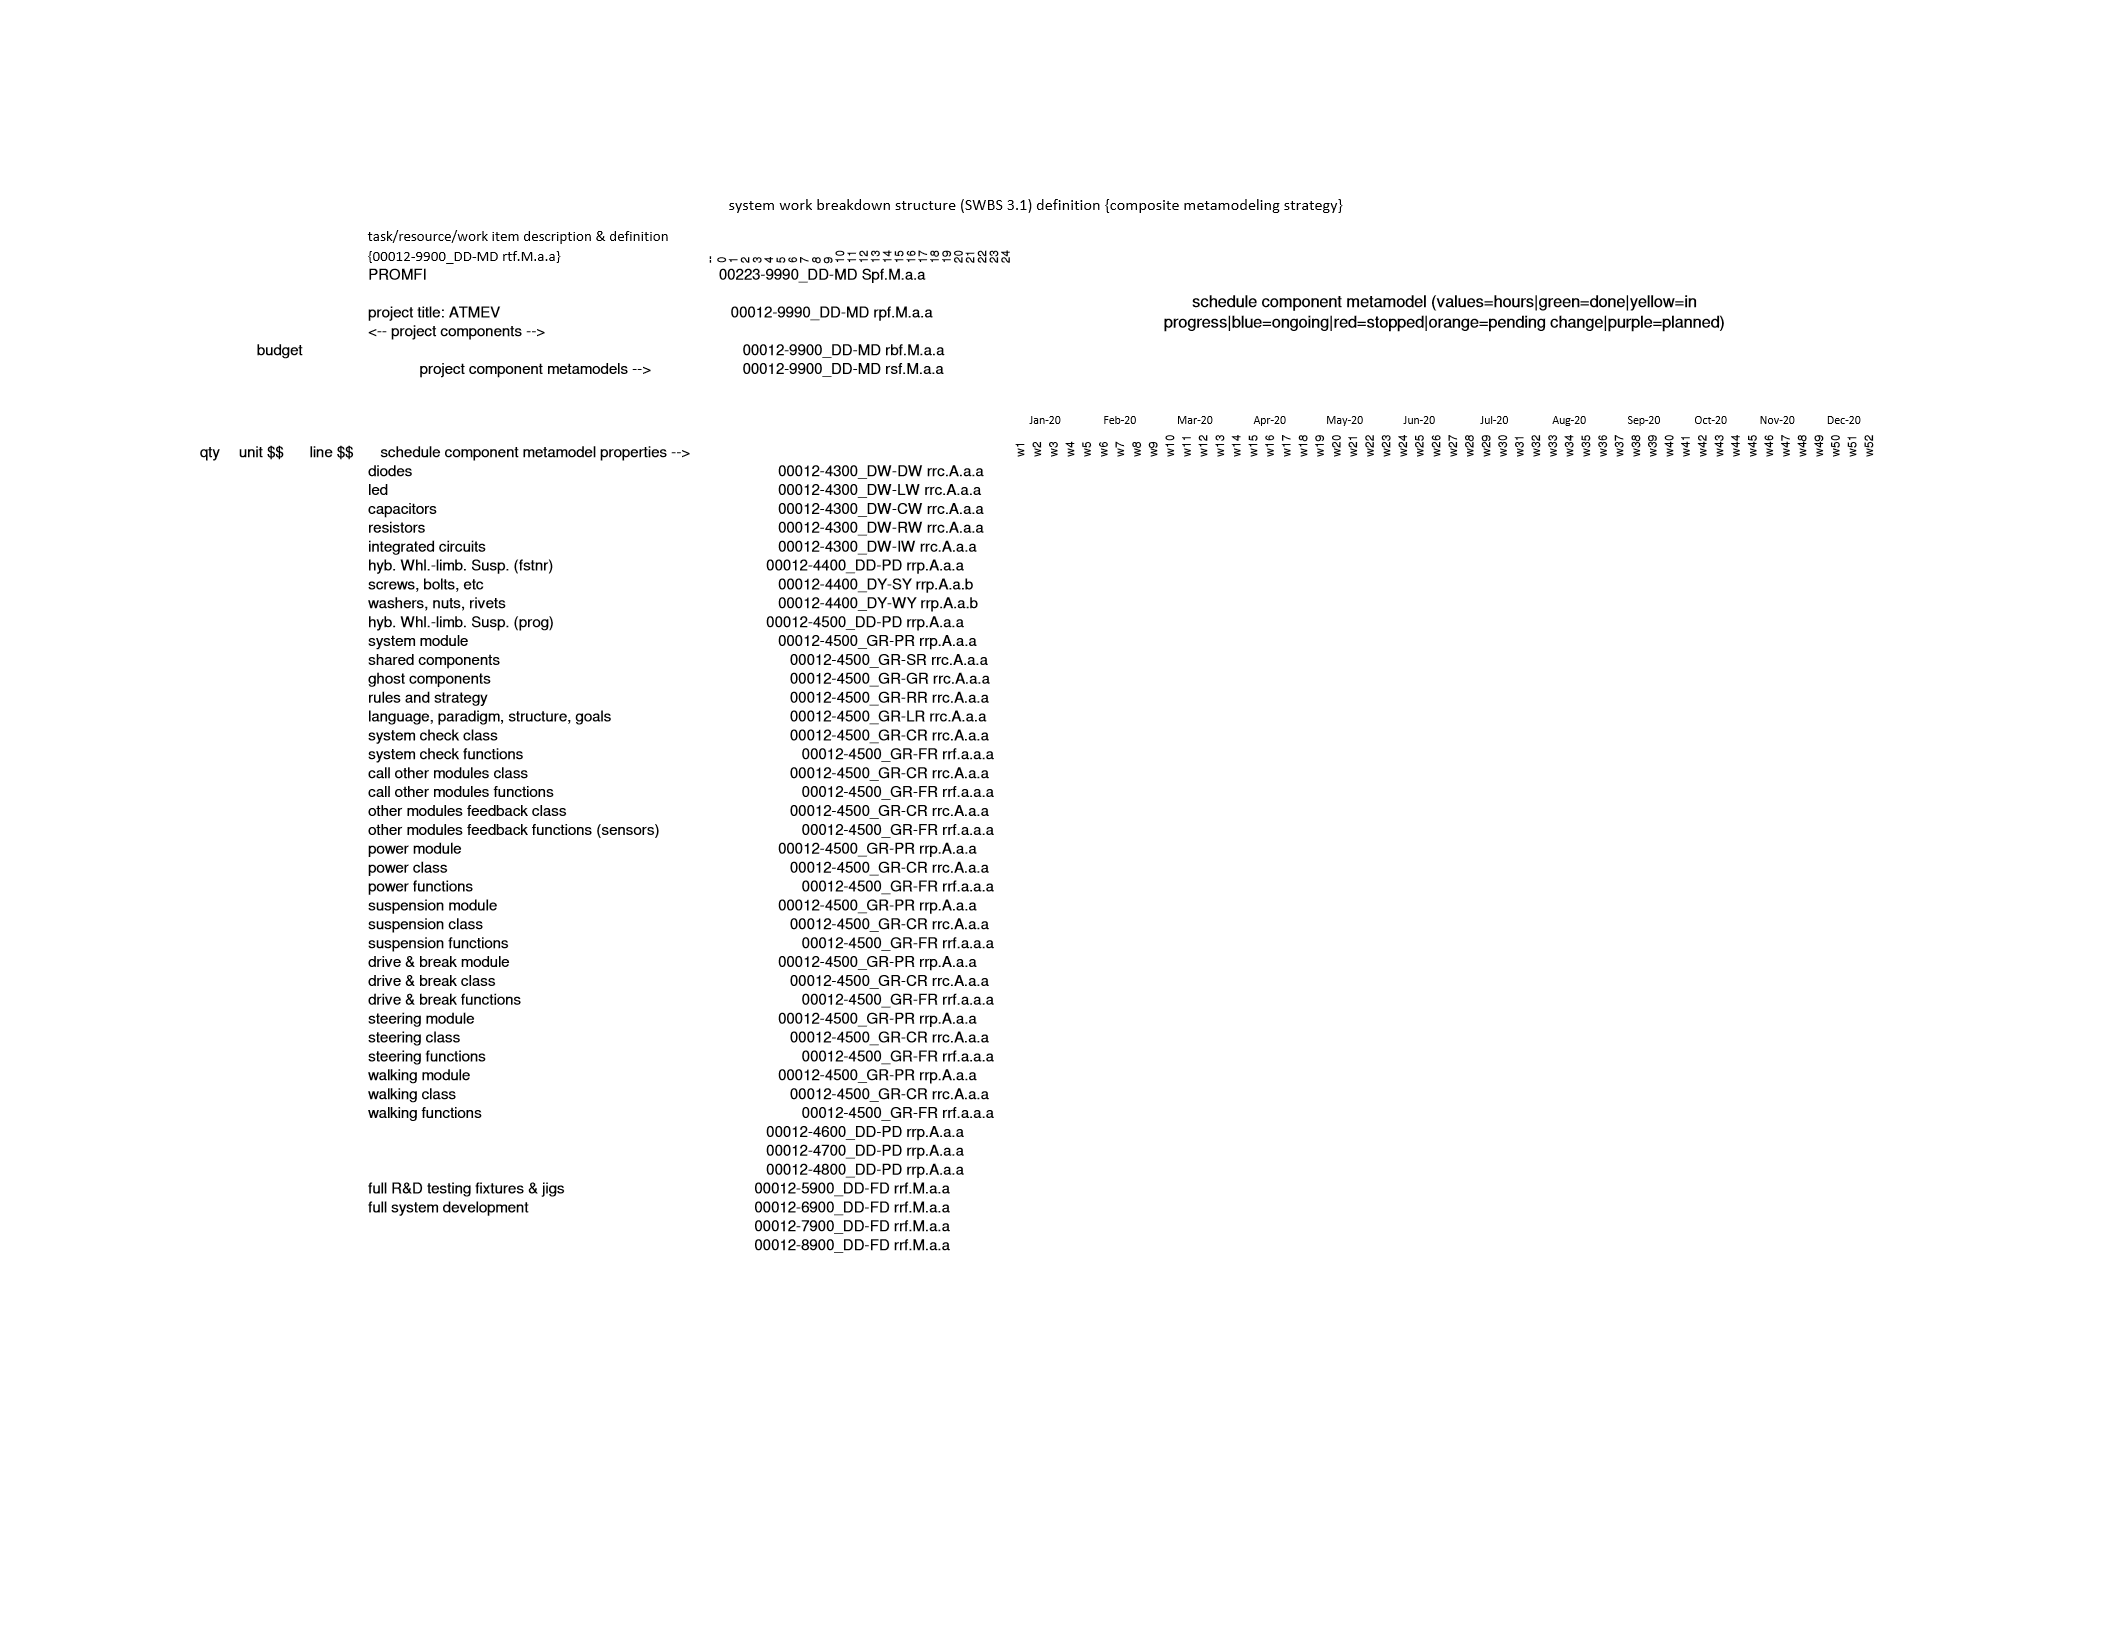 system work breakdown structure (SWBS 3.1) definition {composite metamodeling strategy}
task/resource/work item description & definition
{00012-9900_DD-MD rtf.M.a.a} -- 0 1 2 3 4 5 6 7 8 9 10 11 12 13 14 15 16 17 18 19 20 21 22 23 24
PROMFI 00223-9990_DD-MD Spf.M.a.a
schedule component metamodel (values=hours|green=done|yellow=in
progress|blue=ongoing|red=stopped|orange=pending change|purple=planned)
project title: ATMEV 00012-9990_DD-MD rpf.M.a.a
<-- project components -->
budget 00012-9900_DD-MD rbf.M.a.a
project component metamodels --> 00012-9900_DD-MD rsf.M.a.a
Jan-20 Feb-20 Mar-20 Apr-20 May-20 Jun-20 Jul-20 Aug-20 Sep-20 Oct-20 Nov-20 Dec-20
qty unit $$ line $$ schedule component metamodel properties --> w1 w2 w3 w4 w5 w6 w7 w8 w9 w10 w11 w12 w13 w14 w15 w16 w17 w18 w19 w20 w21 w22 w23 w24 w25 w26 w27 w28 w29 w30 w31 w32 w33 w34 w35 w36 w37 w38 w39 w40 w41 w42 w43 w44 w45 w46 w47 w48 w49 w50 w51 w52
diodes 00012-4300_DW-DW rrc.A.a.a
led 00012-4300_DW-LW rrc.A.a.a
capacitors 00012-4300_DW-CW rrc.A.a.a
resistors 00012-4300_DW-RW rrc.A.a.a
integrated circuits 00012-4300_DW-IW rrc.A.a.a
hyb. Whl.-limb. Susp. (fstnr) 00012-4400_DD-PD rrp.A.a.a
screws, bolts, etc 00012-4400_DY-SY rrp.A.a.b
washers, nuts, rivets 00012-4400_DY-WY rrp.A.a.b
hyb. Whl.-limb. Susp. (prog) 00012-4500_DD-PD rrp.A.a.a
system module 00012-4500_GR-PR rrp.A.a.a
shared components 00012-4500_GR-SR rrc.A.a.a
ghost components 00012-4500_GR-GR rrc.A.a.a
rules and strategy 00012-4500_GR-RR rrc.A.a.a
language, paradigm, structure, goals 00012-4500_GR-LR rrc.A.a.a
system check class 00012-4500_GR-CR rrc.A.a.a
system check functions 00012-4500_GR-FR rrf.a.a.a
call other modules class 00012-4500_GR-CR rrc.A.a.a
call other modules functions 00012-4500_GR-FR rrf.a.a.a
other modules feedback class 00012-4500_GR-CR rrc.A.a.a
other modules feedback functions (sensors) 00012-4500_GR-FR rrf.a.a.a
power module 00012-4500_GR-PR rrp.A.a.a
power class 00012-4500_GR-CR rrc.A.a.a
power functions 00012-4500_GR-FR rrf.a.a.a
suspension module 00012-4500_GR-PR rrp.A.a.a
suspension class 00012-4500_GR-CR rrc.A.a.a
suspension functions 00012-4500_GR-FR rrf.a.a.a
drive & break module 00012-4500_GR-PR rrp.A.a.a
drive & break class 00012-4500_GR-CR rrc.A.a.a
drive & break functions 00012-4500_GR-FR rrf.a.a.a
steering module 00012-4500_GR-PR rrp.A.a.a
steering class 00012-4500_GR-CR rrc.A.a.a
steering functions 00012-4500_GR-FR rrf.a.a.a
walking module 00012-4500_GR-PR rrp.A.a.a
walking class 00012-4500_GR-CR rrc.A.a.a
walking functions 00012-4500_GR-FR rrf.a.a.a
00012-4600_DD-PD rrp.A.a.a
00012-4700_DD-PD rrp.A.a.a
00012-4800_DD-PD rrp.A.a.a
full R&D testing fixtures & jigs 00012-5900_DD-FD rrf.M.a.a
full system development 00012-6900_DD-FD rrf.M.a.a
00012-7900_DD-FD rrf.M.a.a
00012-8900_DD-FD rrf.M.a.a